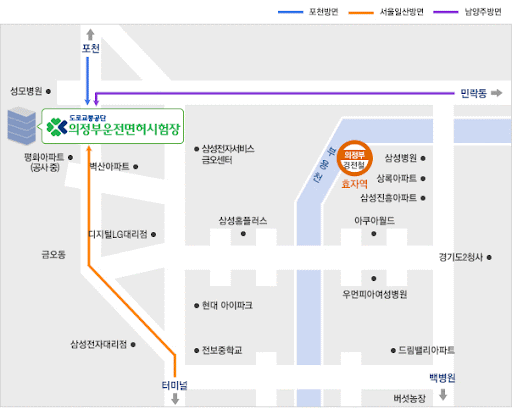 포천방면
서울일산방면
남양주방면
포천
성모병원
민락동
도로교통공단
의정부운전면허시험장
평화아파트
(공사 중)
벽산아파트
삼성전자서비스
금오센터
부용천
의정부
경전철
효자역
삼성병원
상록아파트
삼성진흥아파트
삼성홈플러스
아쿠아월드
디지털LG대리점
금오동
경기도2청사
우먼피아여성병원
현대 아이파크
삼성전자대리점
전보중학교
드림밸리아파트
터미널
백병원
버섯농장